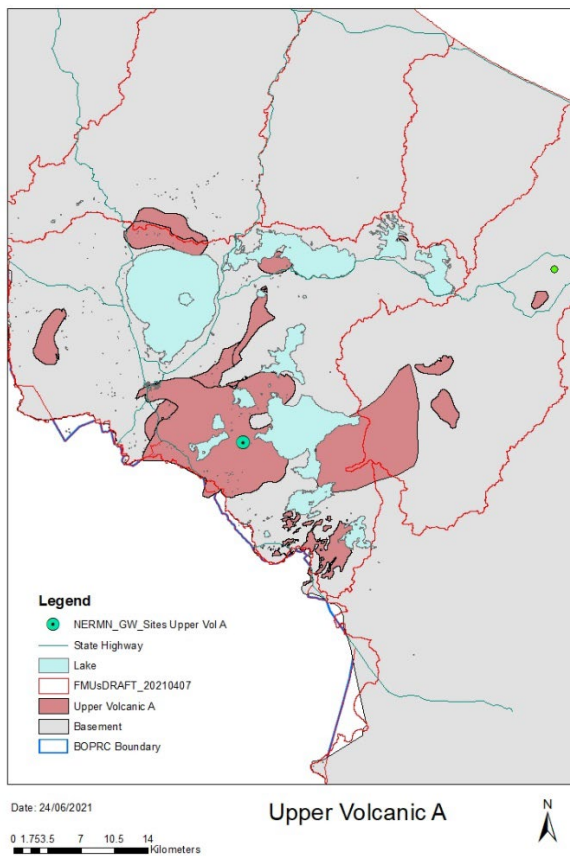 Legend
NERMN_GW_Sites Upper Vol A
State Highway
Lake
FMUsDRAFT_20210407
Upper Volcanic A
Basement
BOPRC Boundary
Date: 24/06/2021
Upper Volcanic A
N
0 1.753.5 7 10.5 14
Kilometers